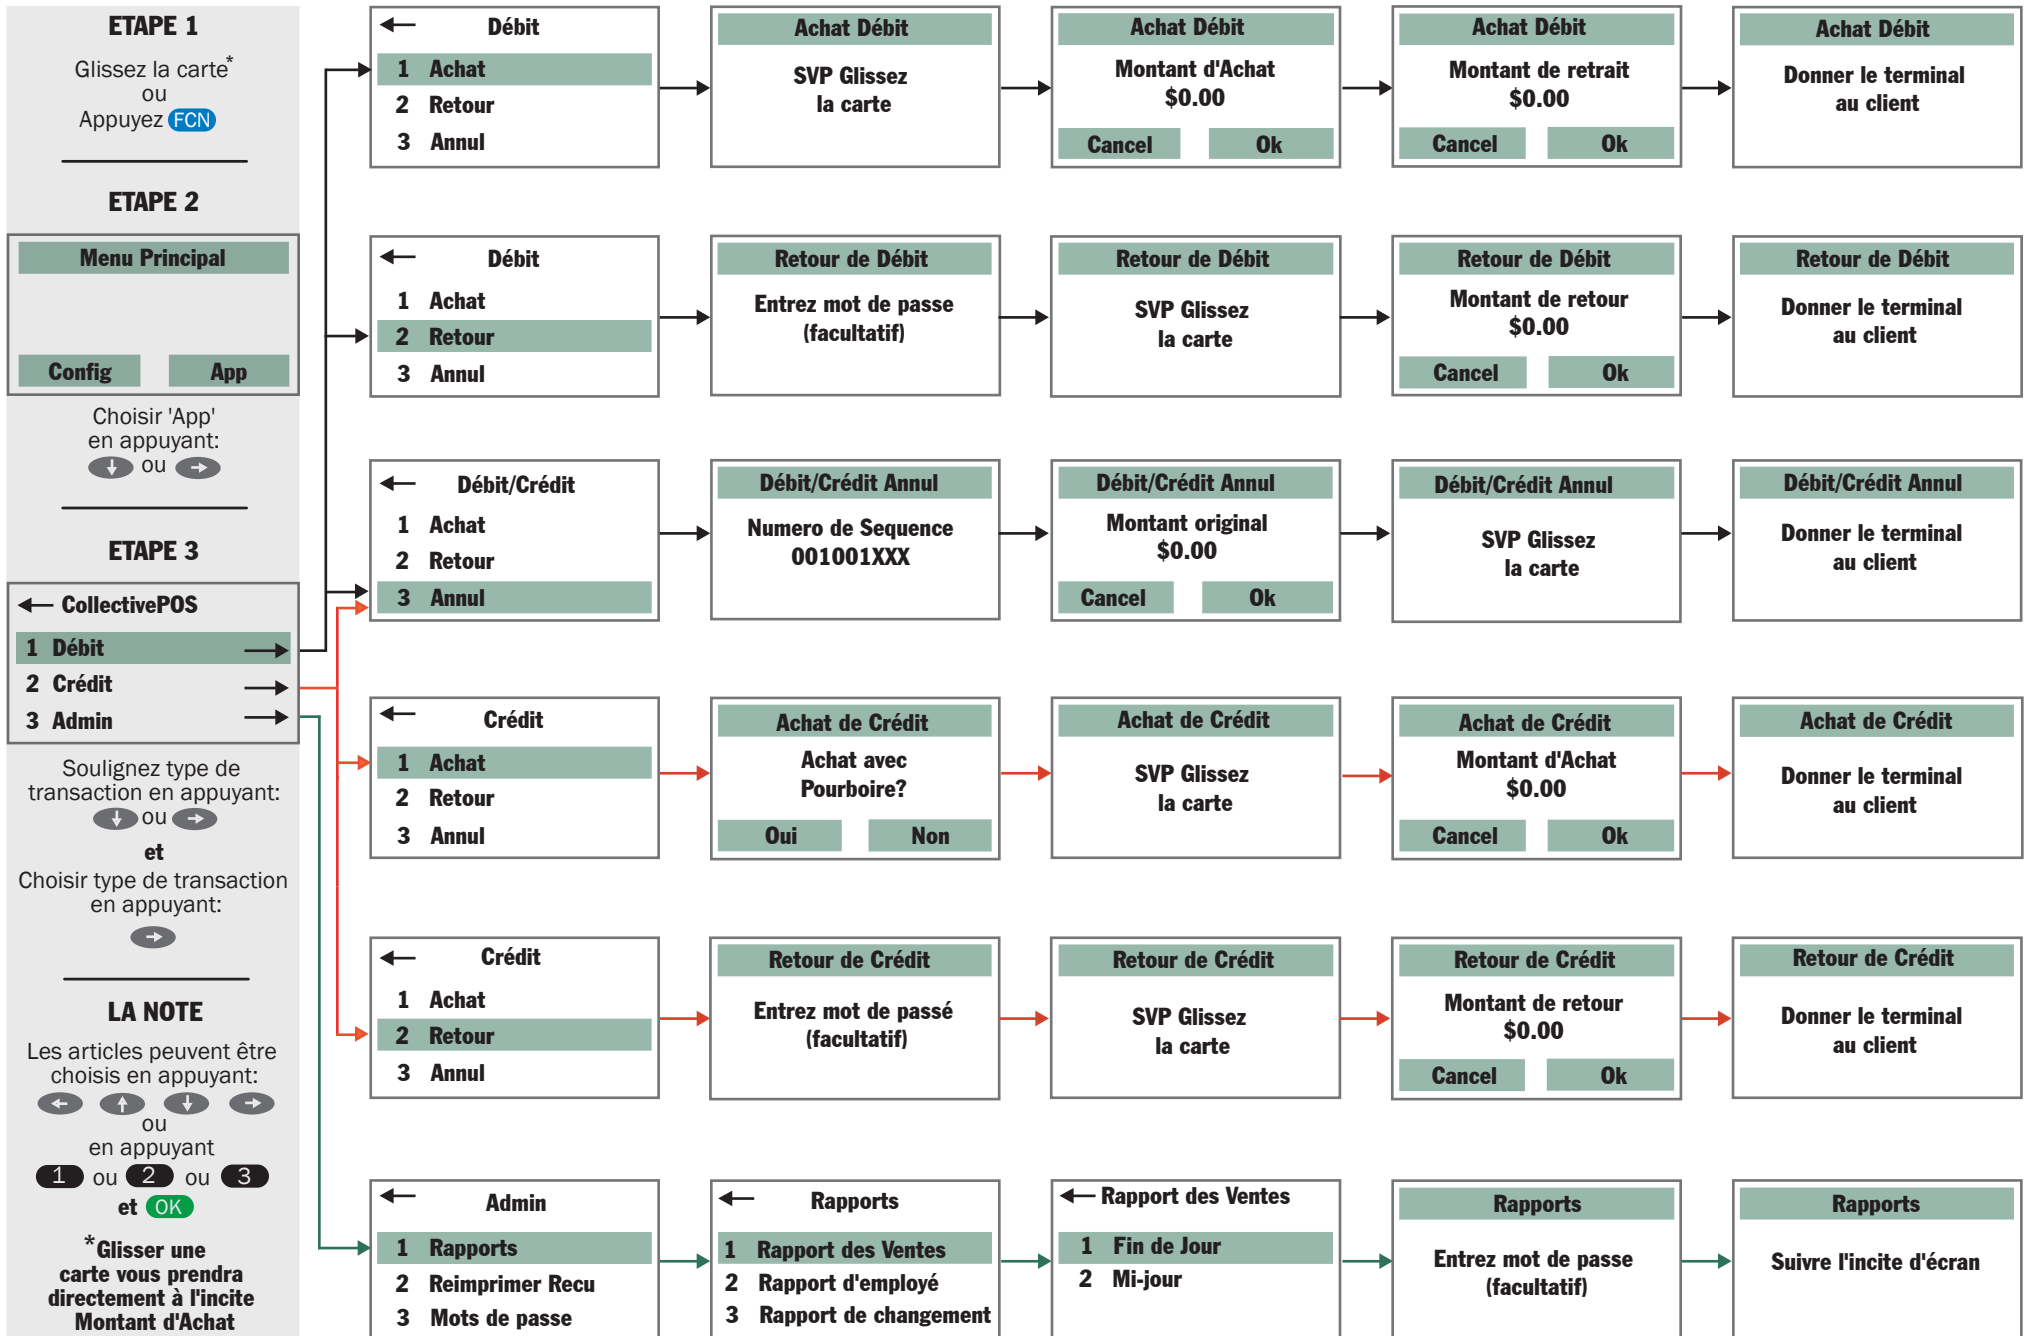 ETAPE 1
Glissez la carte*
ou
Appuyez FCN
ETAPE 2
Menu Principal
Config App
Choisir 'App'
en appuyant:
ou
ETAPE 3
CollectivePOS
1 Débit
2 Crédit
3 Admin
Soulignez type de
transaction en appuyant:
ou
et
Choisir type de transaction
en appuyant:
LA NOTE
Les articles peuvent être
choisis en appuyant:
ou
en appuyant
1 ou 2 ou 3
et OK
*Glisser une
carte vous prendra
directement à l'incite
Montant d'Achat
Débit
1 Achat
2 Retour
3 Annul
Achat Débit
SVP Glissez
la carte
Achat Débit
Montant d'Achat
$0.00
Cancel Ok
Achat Débit
Montant de retrait
$0.00
Cancel Ok
Achat Débit
Donner le terminal
au client
Débit
1 Achat
2 Retour
3 Annul
Retour de Débit
Entrez mot de passe
(facultatif)
Retour de Débit
SVP Glissez
la carte
Retour de Débit
Montant de retour
$0.00
Cancel Ok
Retour de Débit
Donner le terminal
au client
Débit/Crédit
1 Achat
2 Retour
3 Annul
Débit/Crédit Annul
Numero de Sequence
001001XXX
Débit/Crédit Annul
Montant original
$0.00
Cancel Ok
Débit/Crédit Annul
SVP Glissez
la carte
Débit/Crédit Annul
Donner le terminal
au client
Crédit
1 Achat
2 Retour
3 Annul
Achat de Crédit
Achat avec
Pourboire?
Oui Non
Achat de Crédit
SVP Glissez
la carte
Achat de Crédit
Montant d'Achat
$0.00
Cancel Ok
Achat de Crédit
Donner le terminal
au client
Crédit
1 Achat
2 Retour
3 Annul
Retour de Crédit
Entrez mot de passé
(facultatif)
Retour de Crédit
SVP Glissez
la carte
Retour de Crédit
Montant de retour
$0.00
Cancel Ok
Retour de Crédit
Donner le terminal
au client
Admin
1 Rapports
2 Reimprimer Recu
3 Mots de passe
Rapports
1 Rapport des Ventes
2 Rapport d'employé
3 Rapport de changement
Rapport des Ventes
1 Fin de Jour
2 Mi-jour
Rapports
Entrez mot de passe
(facultatif)
Rapports
Suivre l'incite d'écran